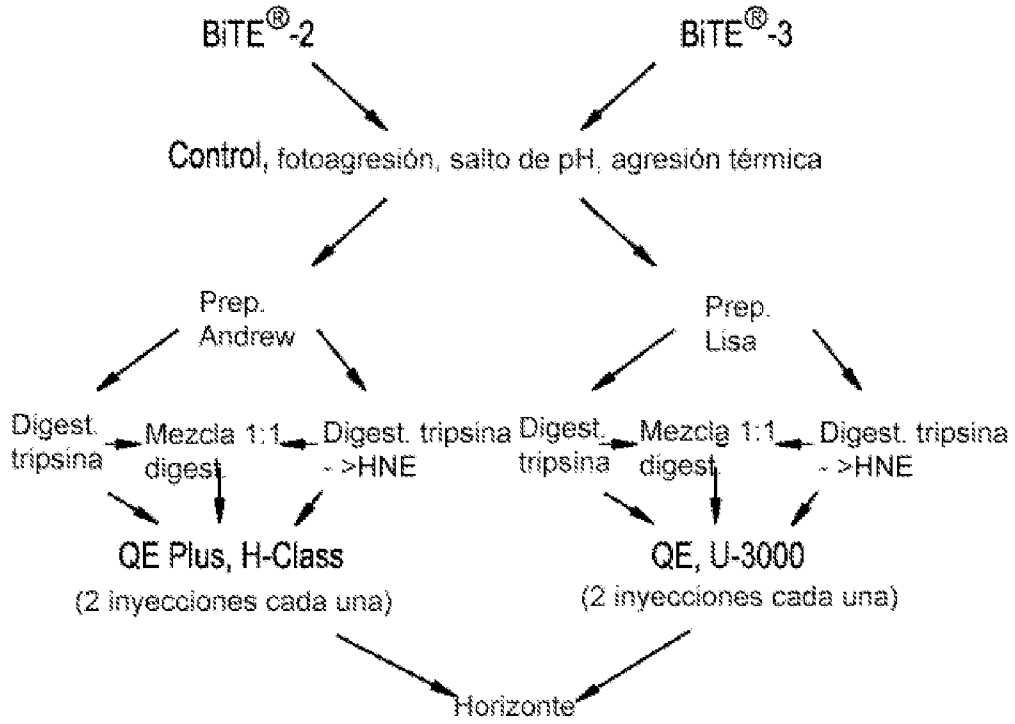 BiTE®-2
BiTE®-3
Control, fotoagresión, salto de pH, agresión térmica
Prep.
Andrew
Prep.
Lisa
Digest.
tripsina
Mezcla 1:1
digest.
Digest. tripsina
- >HNE
Digest.
tripsina
Mezcla 1:1
digest.
Digest. tripsina
- >HNE
QE Plus, H-Class
(2 inyecciones cada una)
QE, U-3000
(2 inyecciones cada una)
Horizonte